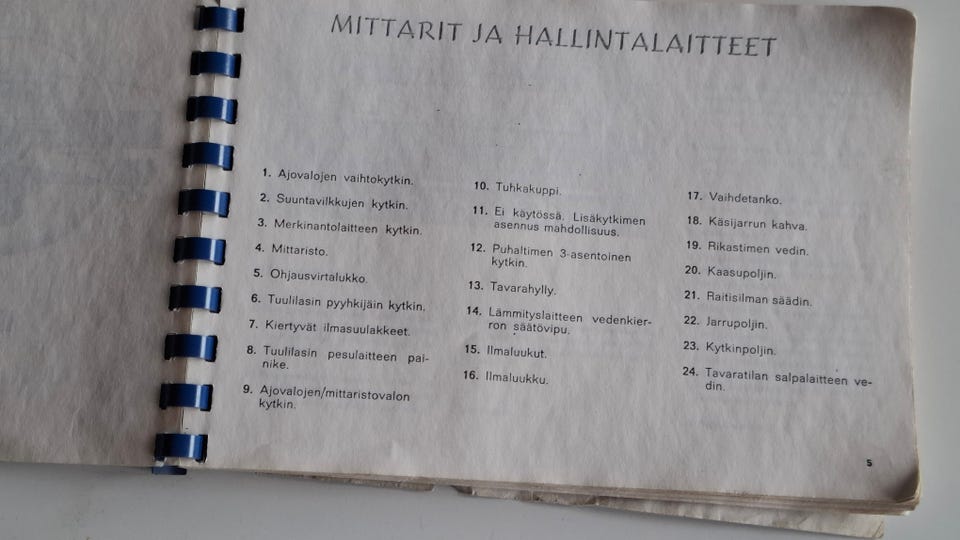 MITTARIT JA HALLINTALAITTEET
1. Ajovalojen vaihtokytkin.
2. Suuntavilkkujen kytkin.
3. Merkinantolaitteen kytkin.
4. Mittaristo.
5. Ohjausvirtalukko.
6. Tuulilasin pyyhkijäin kytkin.
7. Kiertyvät ilmasuulakkeet.
8. Tuulilasin pesulaitteen pai-
nike.
9. Ajovalojen/mittaristovalon
kytkin.
10. Tuhkakuppi.
11. Ei käytössä. Lisäkytkimen
asennus mahdollisuus.
12. Puhaltimen 3-asentoinen
kytkin.
13. Tavarahylly.
14. Lämmityslaitteen vedenkier-
ron säätövipu.
15. Ilmaluukut.
16. Ilmaluukku.
17. Vaihdetanko.
18. Käsijarrun kahva.
19. Rikastimen vedin.
20. Kaasupoljin.
21. Raitisilman säädin.
22. Jarrupoljin.
23. Kytkinpoljin.
24. Tavaratilan salpalaitteen ve-
din.
5